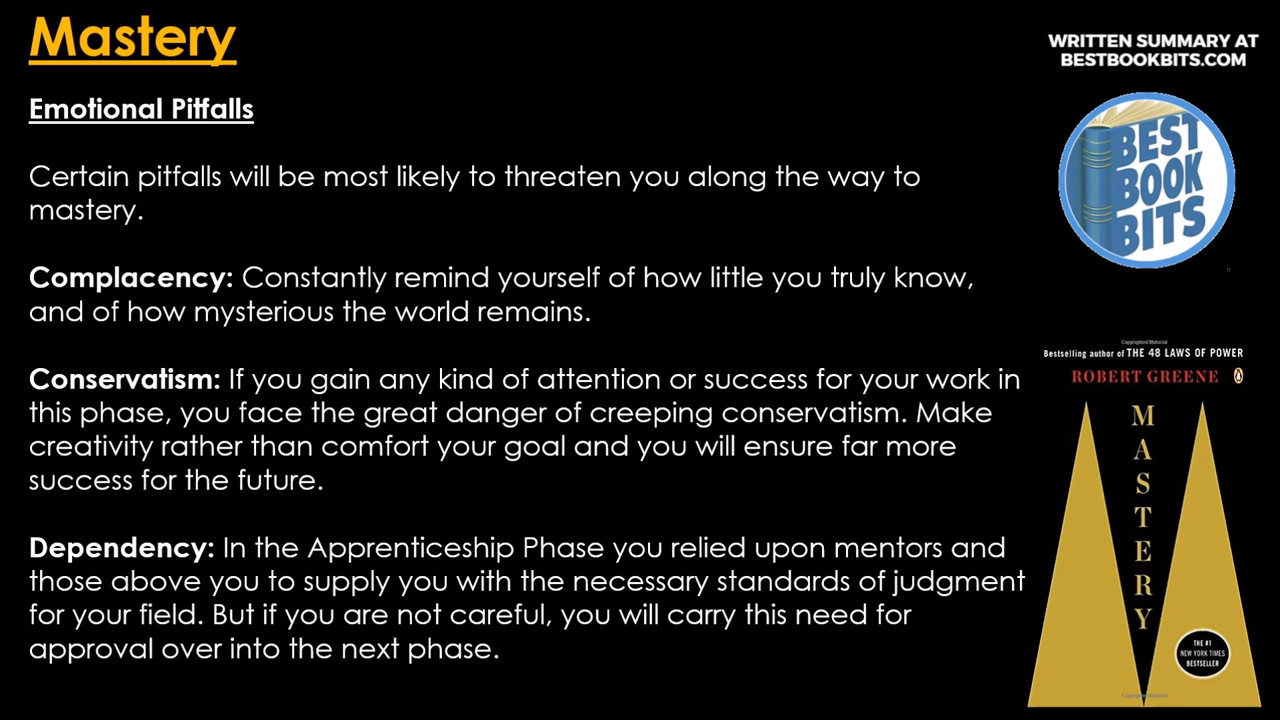 Mastery
WRITTEN SUMMARY AT
BESTBOOKBITS.COM
Emotional Pitfalls
BEST
BOOK
BITS
Certain pitfalls will be most likely to threaten you along the way to
mastery.
Complacency: Constantly remind yourself of how little you truly know,
and of how mysterious the world remains.
Conservatism: If you gain any kind of attention or success for your work in
this phase, you face the great danger of creeping conservatism. Make
creativity rather than comfort your goal and you will ensure far more
success for the future.
Dependency: In the Apprenticeship Phase you relied upon mentors and
those above you to supply you with the necessary standards of judgment
for your field. But if you are not careful, you will carry this need for
approval over into the next phase.
Copyrighted Material
Bestselling author of THE 48 LAWS OF POWER
ROBERT GREENE
M
A
S
T
E
R
Y
THE #1
NEW YORK TIMES
BESTSELLER
Copyrighted Material